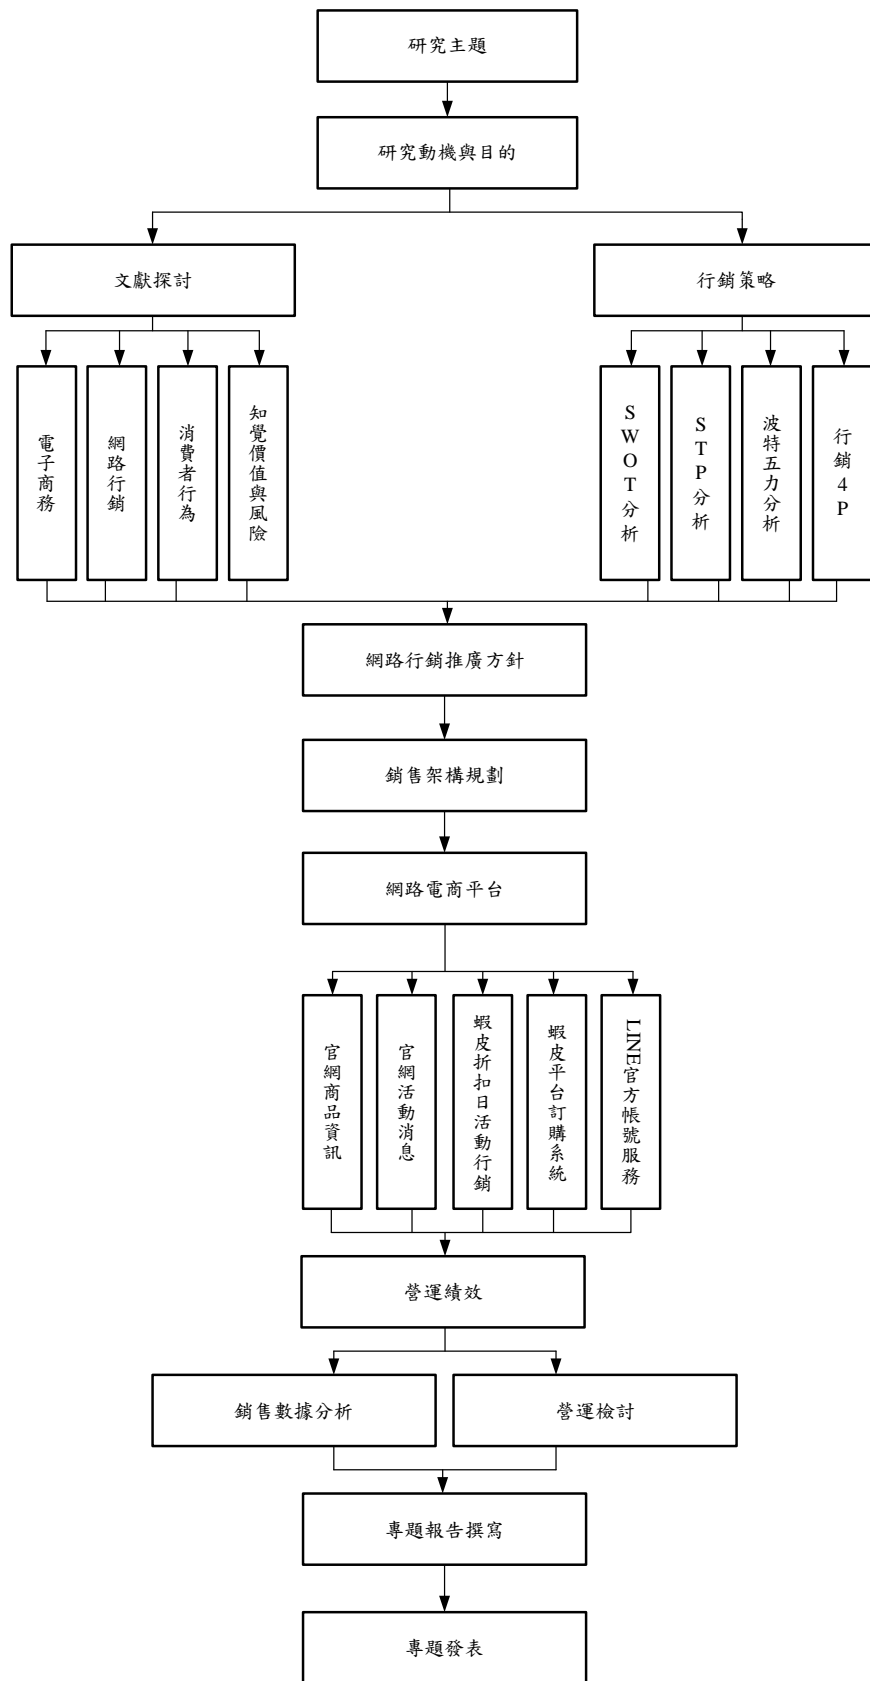 研究主題
研究動機與目的
文獻探討
行銷策略
電子商務
網路行銷
消費者行為
知覺價值與風險
SWOT分析
STP分析
波特五力分析
行銷4P
網路行銷推廣方針
銷售架構規劃
網路電商平台
官網商品資訊
官網活動消息
蝦皮折扣日活動行銷
蝦皮平台訂購系統
LINE官方帳號服務
營運績效
銷售數據分析
營運檢討
專題報告撰寫
專題發表